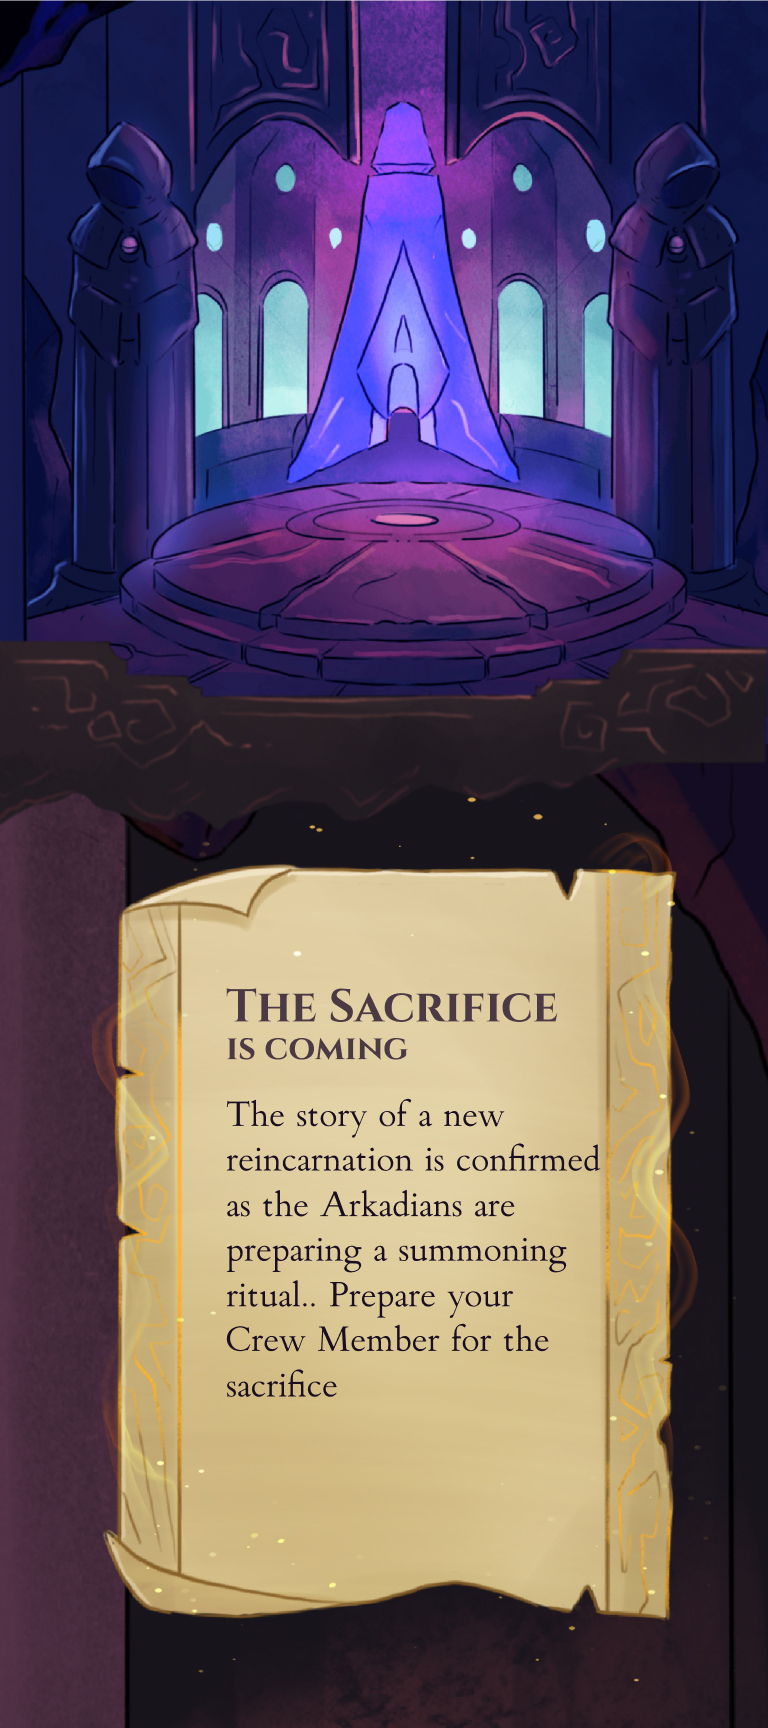 The Sacrifice
is coming
The story of a new
reincarnation is confirmed
as the Arkadians are
preparing a summoning
ritual.. Prepare your
Crew Member for the
sacrifice